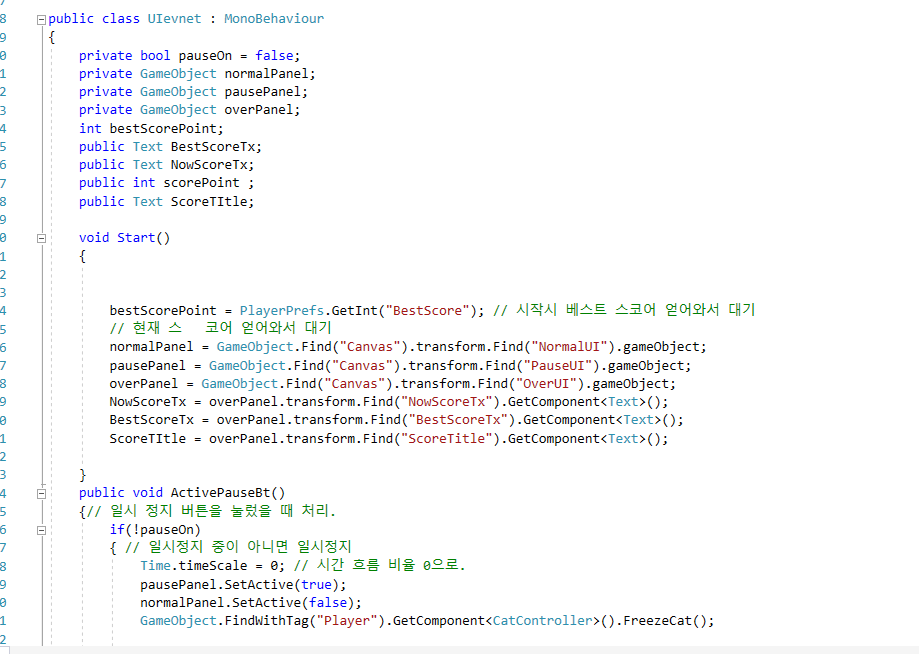 8 public class UIevnet : MonoBehaviour
9 {
0 private bool pauseOn = false;
1 private GameObject normalPanel;
2 private GameObject pausePanel;
3 private GameObject overPanel;
4 int bestScorePoint;
5 public Text BestScoreTx;
6 public Text NowScoreTx;
7 public int scorePoint ;
8 public Text ScoreTItle;
9
0 void Start()
1 {
2
3
4 bestScorePoint = PlayerPrefs.GetInt("BestScore"); // 시작시 베스트 스코어 얻어와서 대기
5 // 현재 스   코어 얻어와서 대기
6 normalPanel = GameObject.Find("Canvas").transform.Find("NormalUI").gameObject;
7 pausePanel = GameObject.Find("Canvas").transform.Find("PauseUI").gameObject;
8 overPanel = GameObject.Find("Canvas").transform.Find("OverUI").gameObject;
9 NowScoreTx = overPanel.transform.Find("NowScoreTx").GetComponent<Text>();
0 BestScoreTx = overPanel.transform.Find("BestScoreTx").GetComponent<Text>();
1 ScoreTItle = overPanel.transform.Find("ScoreTitle").GetComponent<Text>();
2
3 }
4 public void ActivePauseBt()
5 {// 일시 정지 버튼을 눌렀을 때 처리.
6 if(!pauseOn)
7 { // 일시정지 중이 아니면 일시정지
8 Time.timeScale = 0; // 시간 흐름 비율 0으로.
9 pausePanel.SetActive(true);
0 normalPanel.SetActive(false);
1 GameObject.FindWithTag("Player").GetComponent<CatController>().FreezeCat();
2